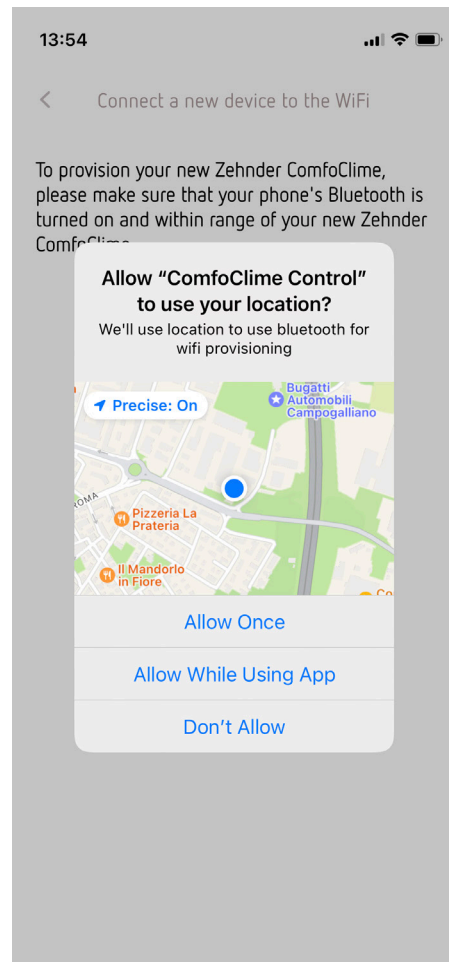 13:54
Connect a new device to the WiFi
To provision your new Zehnder ComfoClime,
please make sure that your phone's Bluetooth is
turned on and within range of your new Zehnder
Allow “ComfoClime Control”
to use your location?
We'll use location to use bluetooth for
wifi provisioning
Precise: On
Bugatti
Automobili
Campogalliano
ROMA
Pizzeria La
Prateria
Il Mandorlo
in Fiore
Allow Once
Allow While Using App
Don’t Allow